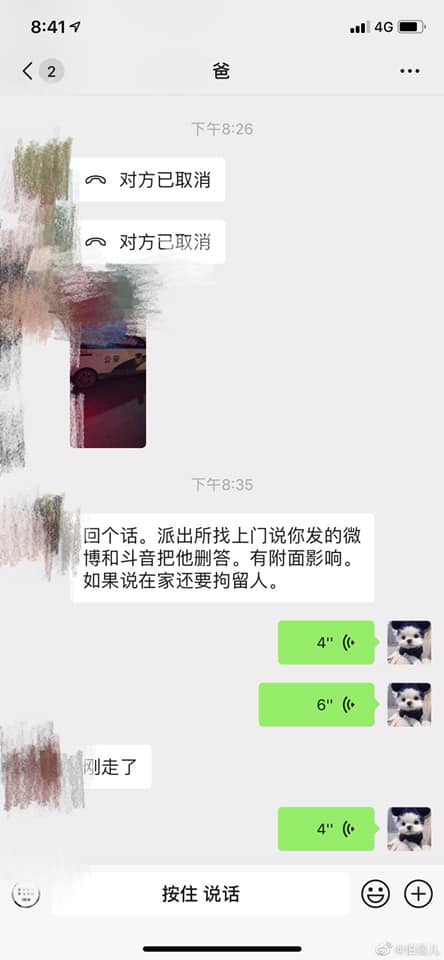 8:41
4G
2
爸
下午8:26
对方已取消
对方已取消
公安
下午8:35
回个话。派出所找上门说你发的微
博和斗音把他删答。有附面影响。
如果说在家还要拘留人。
4''
6''
刚走了
4''
按住 说话